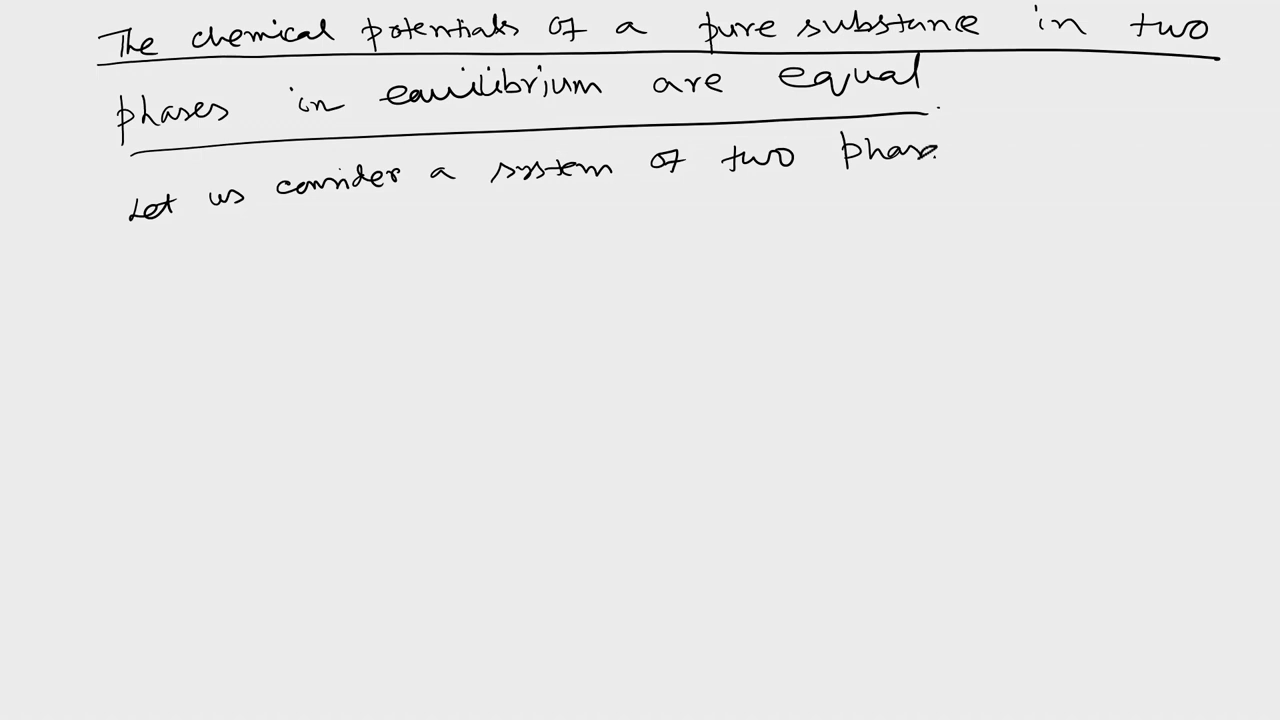 The chemical potentials of a pure substance in two
phases in equilibrium are equal
Let us consider a system of two phase.